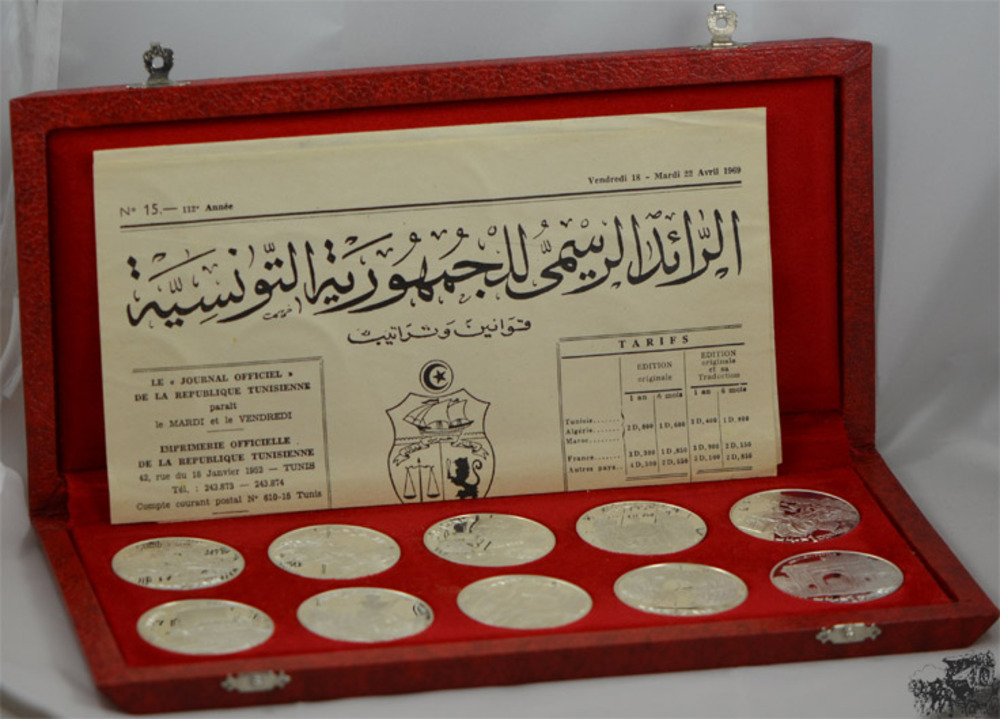 N° 15.— 112e Année
Vendredi 18 - Mardi 22 Avril 1969
الرائد الرسمي للجمهورية التونسية
قوانين وتراتيب
LE « JOURNAL OFFICIEL »
DE LA REPUBLIQUE TUNISIENNE
paraît
le MARDI et le VENDREDI
IMPRIMERIE OFFICIELLE
DE LA REPUBLIQUE TUNISIENNE
42, rue du 18 Janvier 1952 — TUNIS
Tél. : 243.873 — 243.874
Compte courant postal N° 610-15 Tunis
TARIFS
EDITION
originale
EDITION
originale
et sa
Traduction
1 an 6 mois 1 an 6 mois
Tunisie......
Algérie......
Maroc........
France.......
Autres pays..